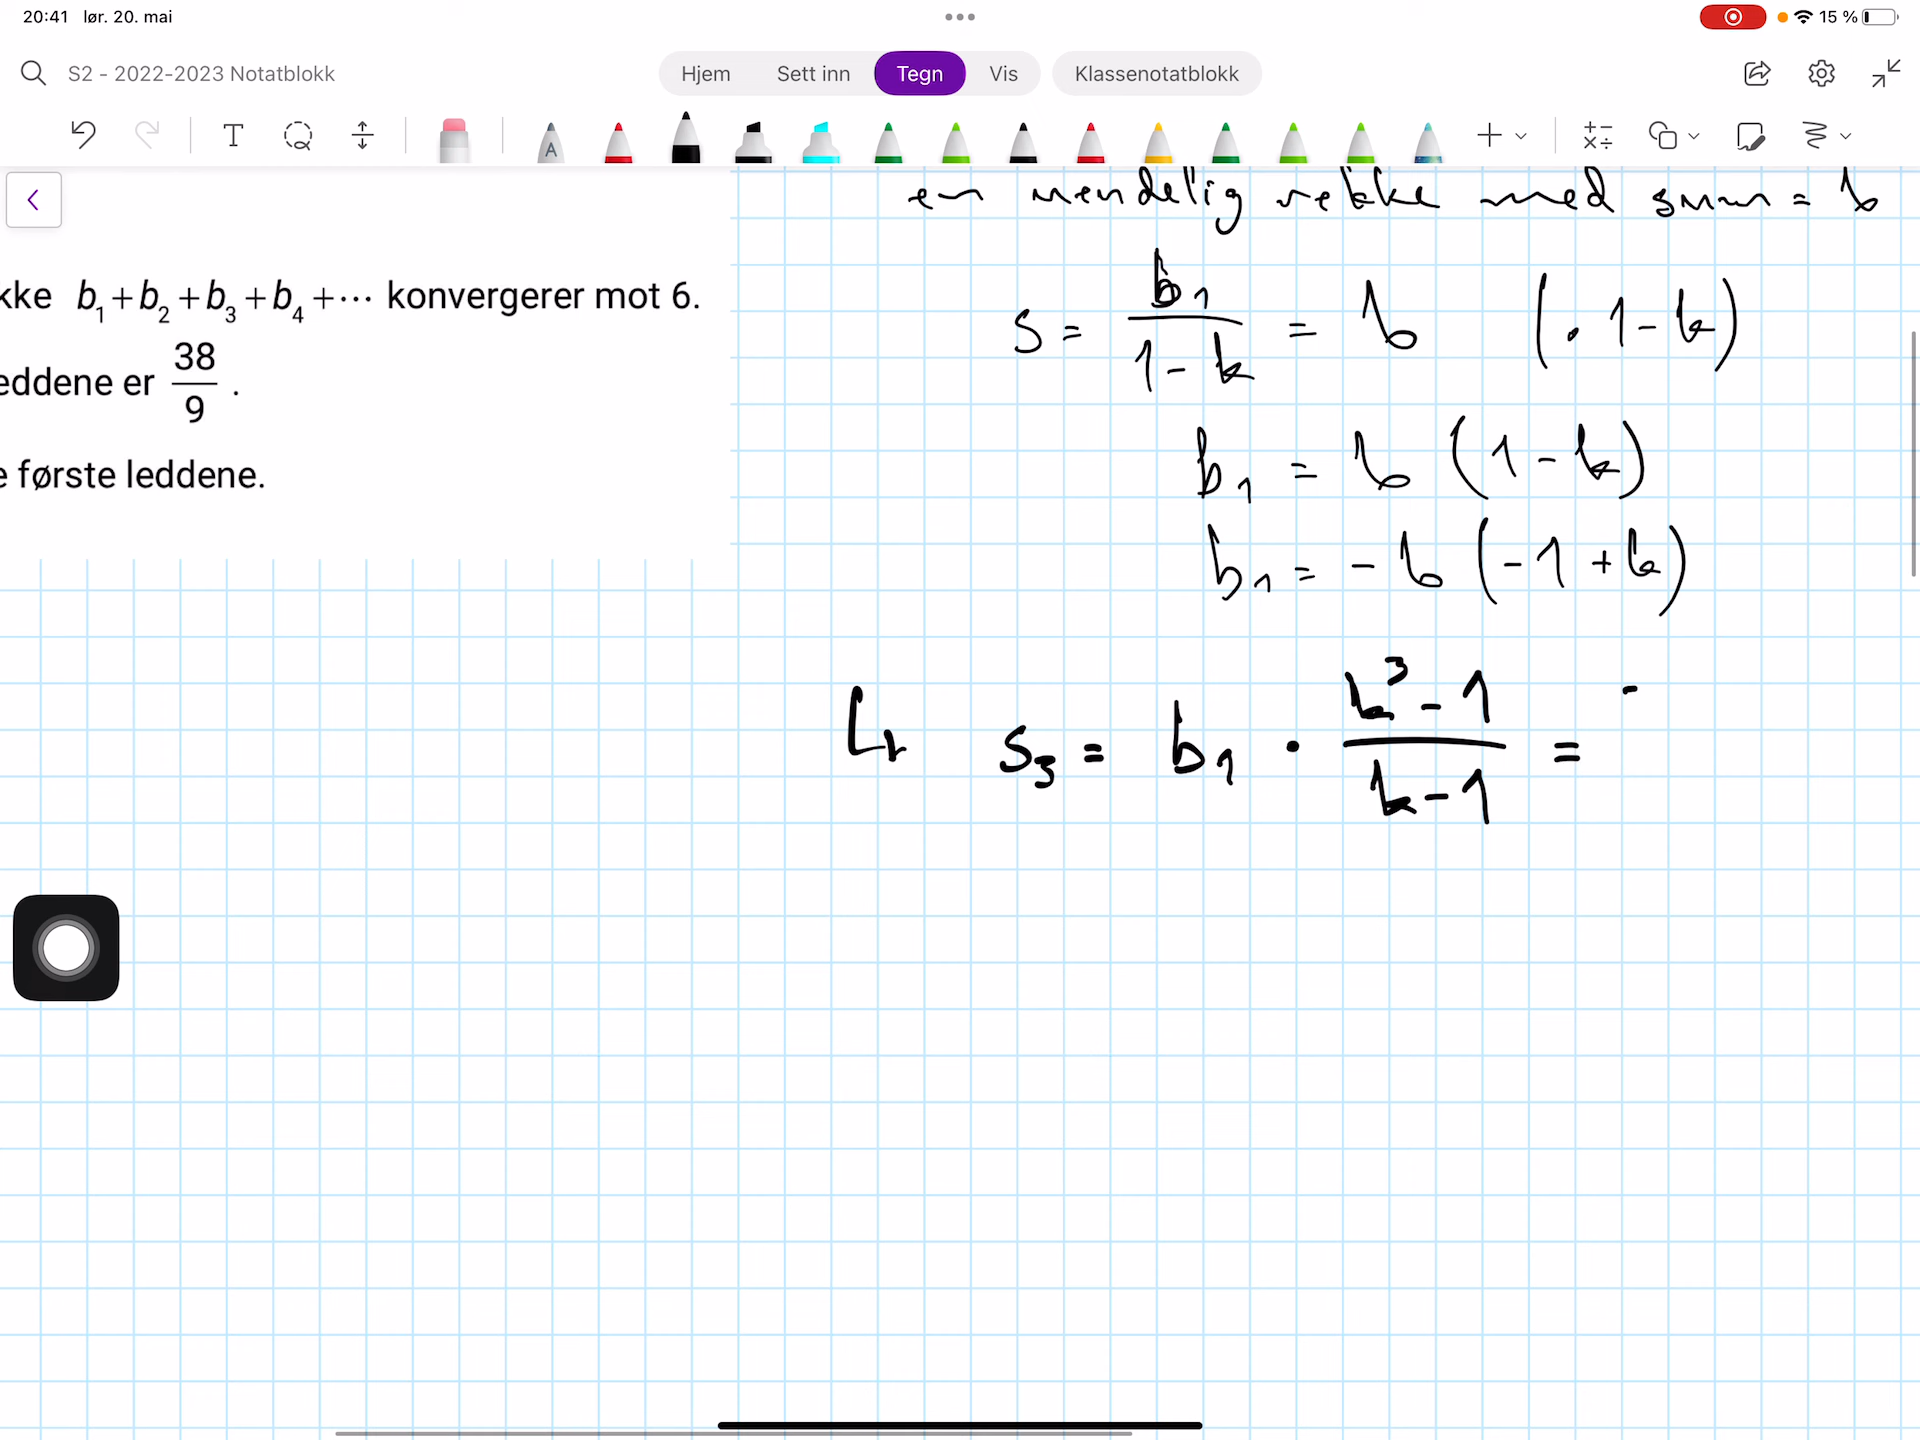 20:41 lør. 20. mai
15 %
S2 - 2022-2023 Notatblokk
Hjem Sett inn Tegn Vis Klassenotatblokk
T
A
en uendelig rekke med sum = 6
kke b₁+b₂+b₃+b₄+⋯ konvergerer mot 6.
eddene er 38/9 .
e første leddene.
s = b₁/(1-k) = 6 (· 1-k)
b₁ = 6 (1-k)
b₁ = -6 (-1+k)
s₃ = b₁ · (k³-1)/(k-1) =